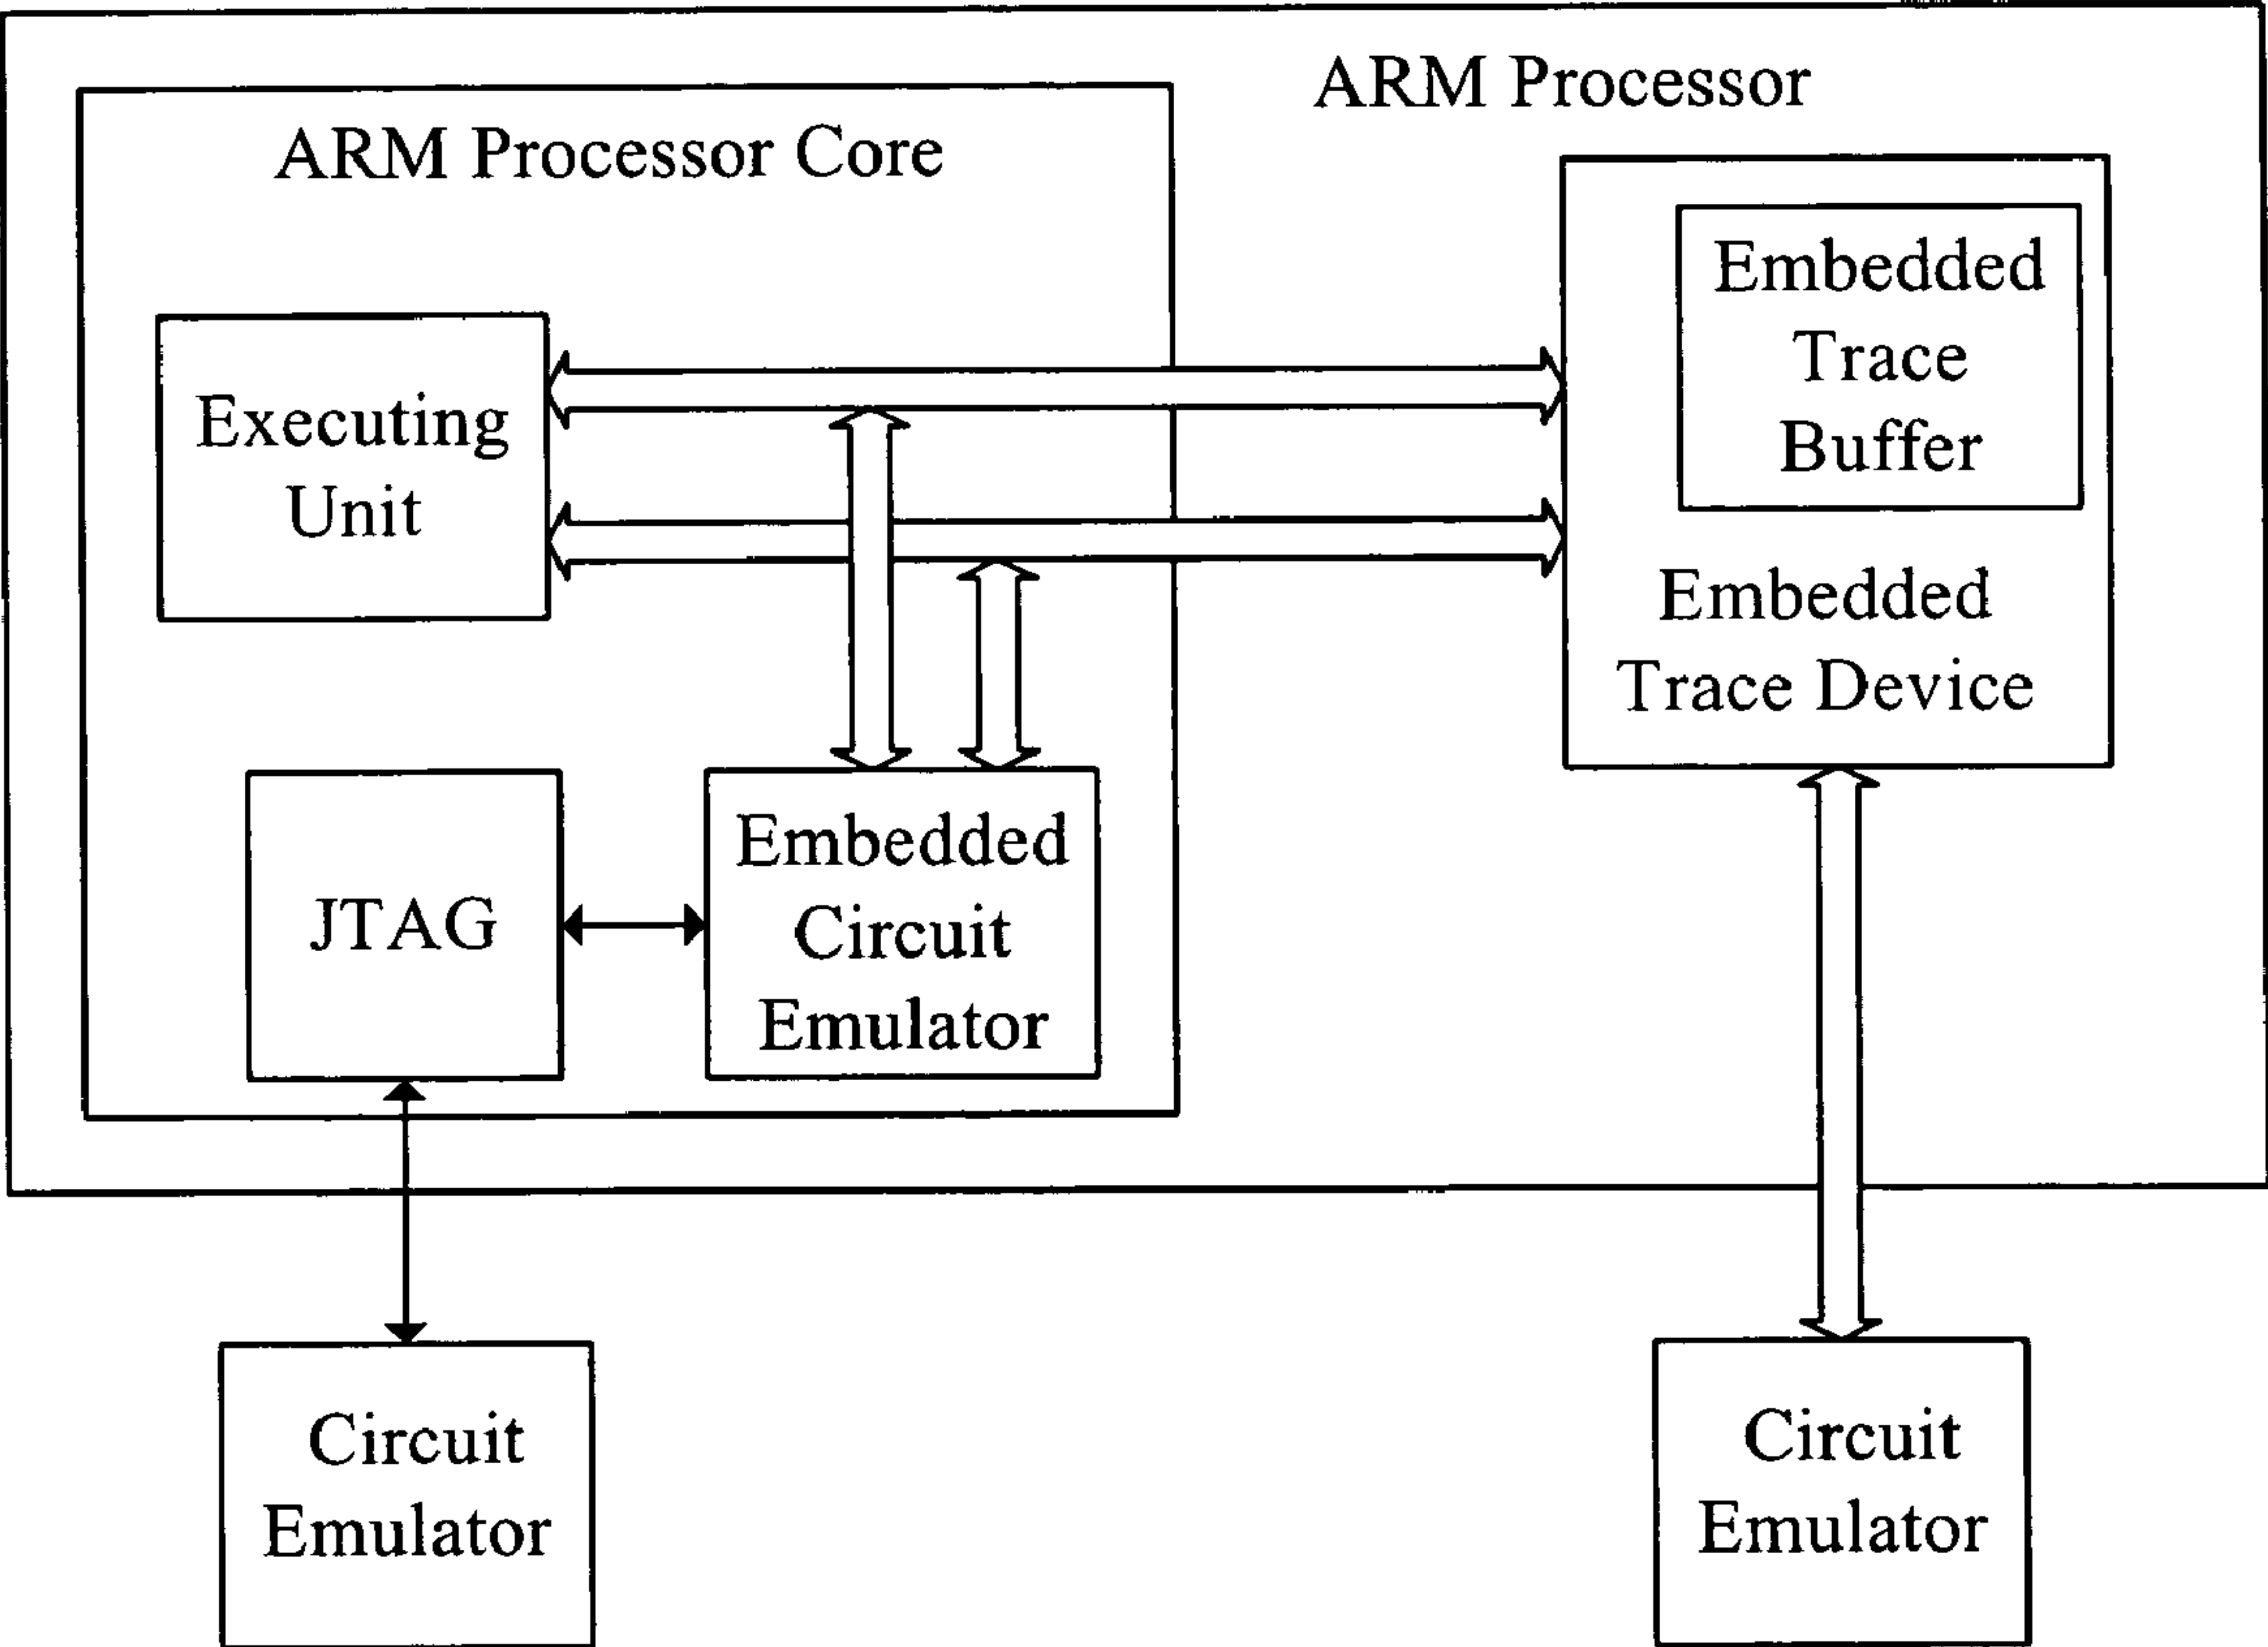 ARM Processor
ARM Processor Core
Executing
Unit
Embedded
Trace
Buffer
Embedded
Trace Device
JTAG
Embedded
Circuit
Emulator
Circuit
Emulator
Circuit
Emulator